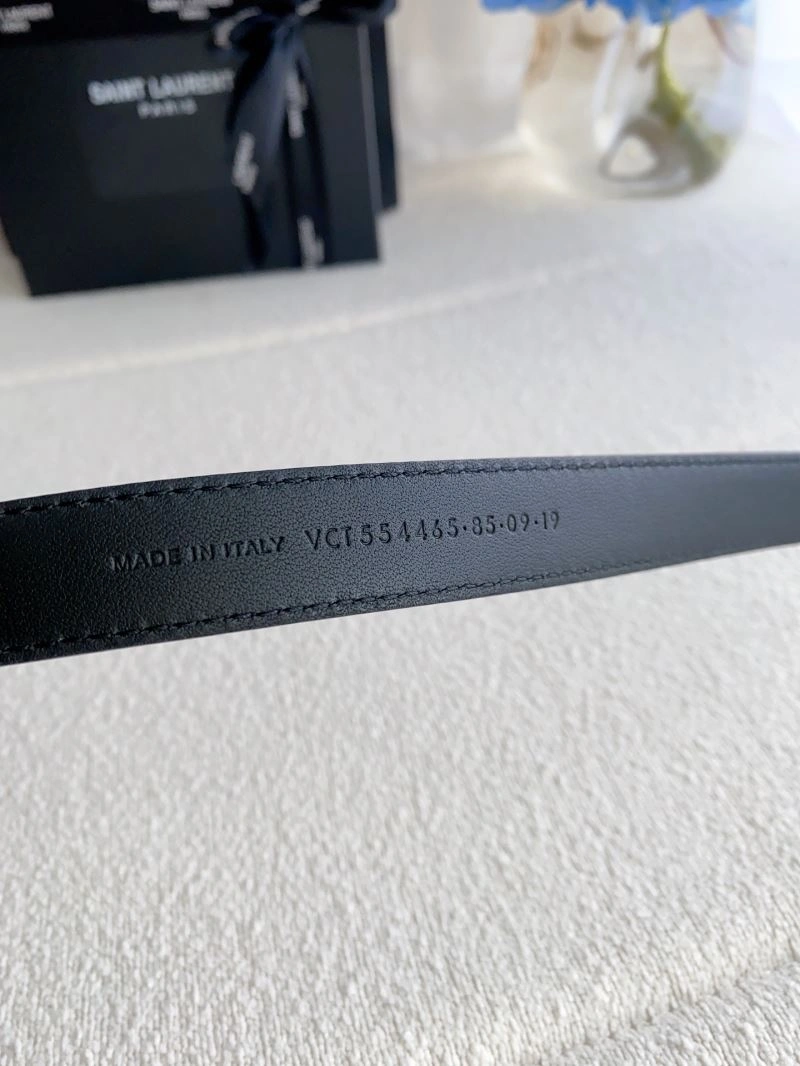 SAINT LAURENT
PARIS
MADE IN ITALY VCT554465·85·09·19